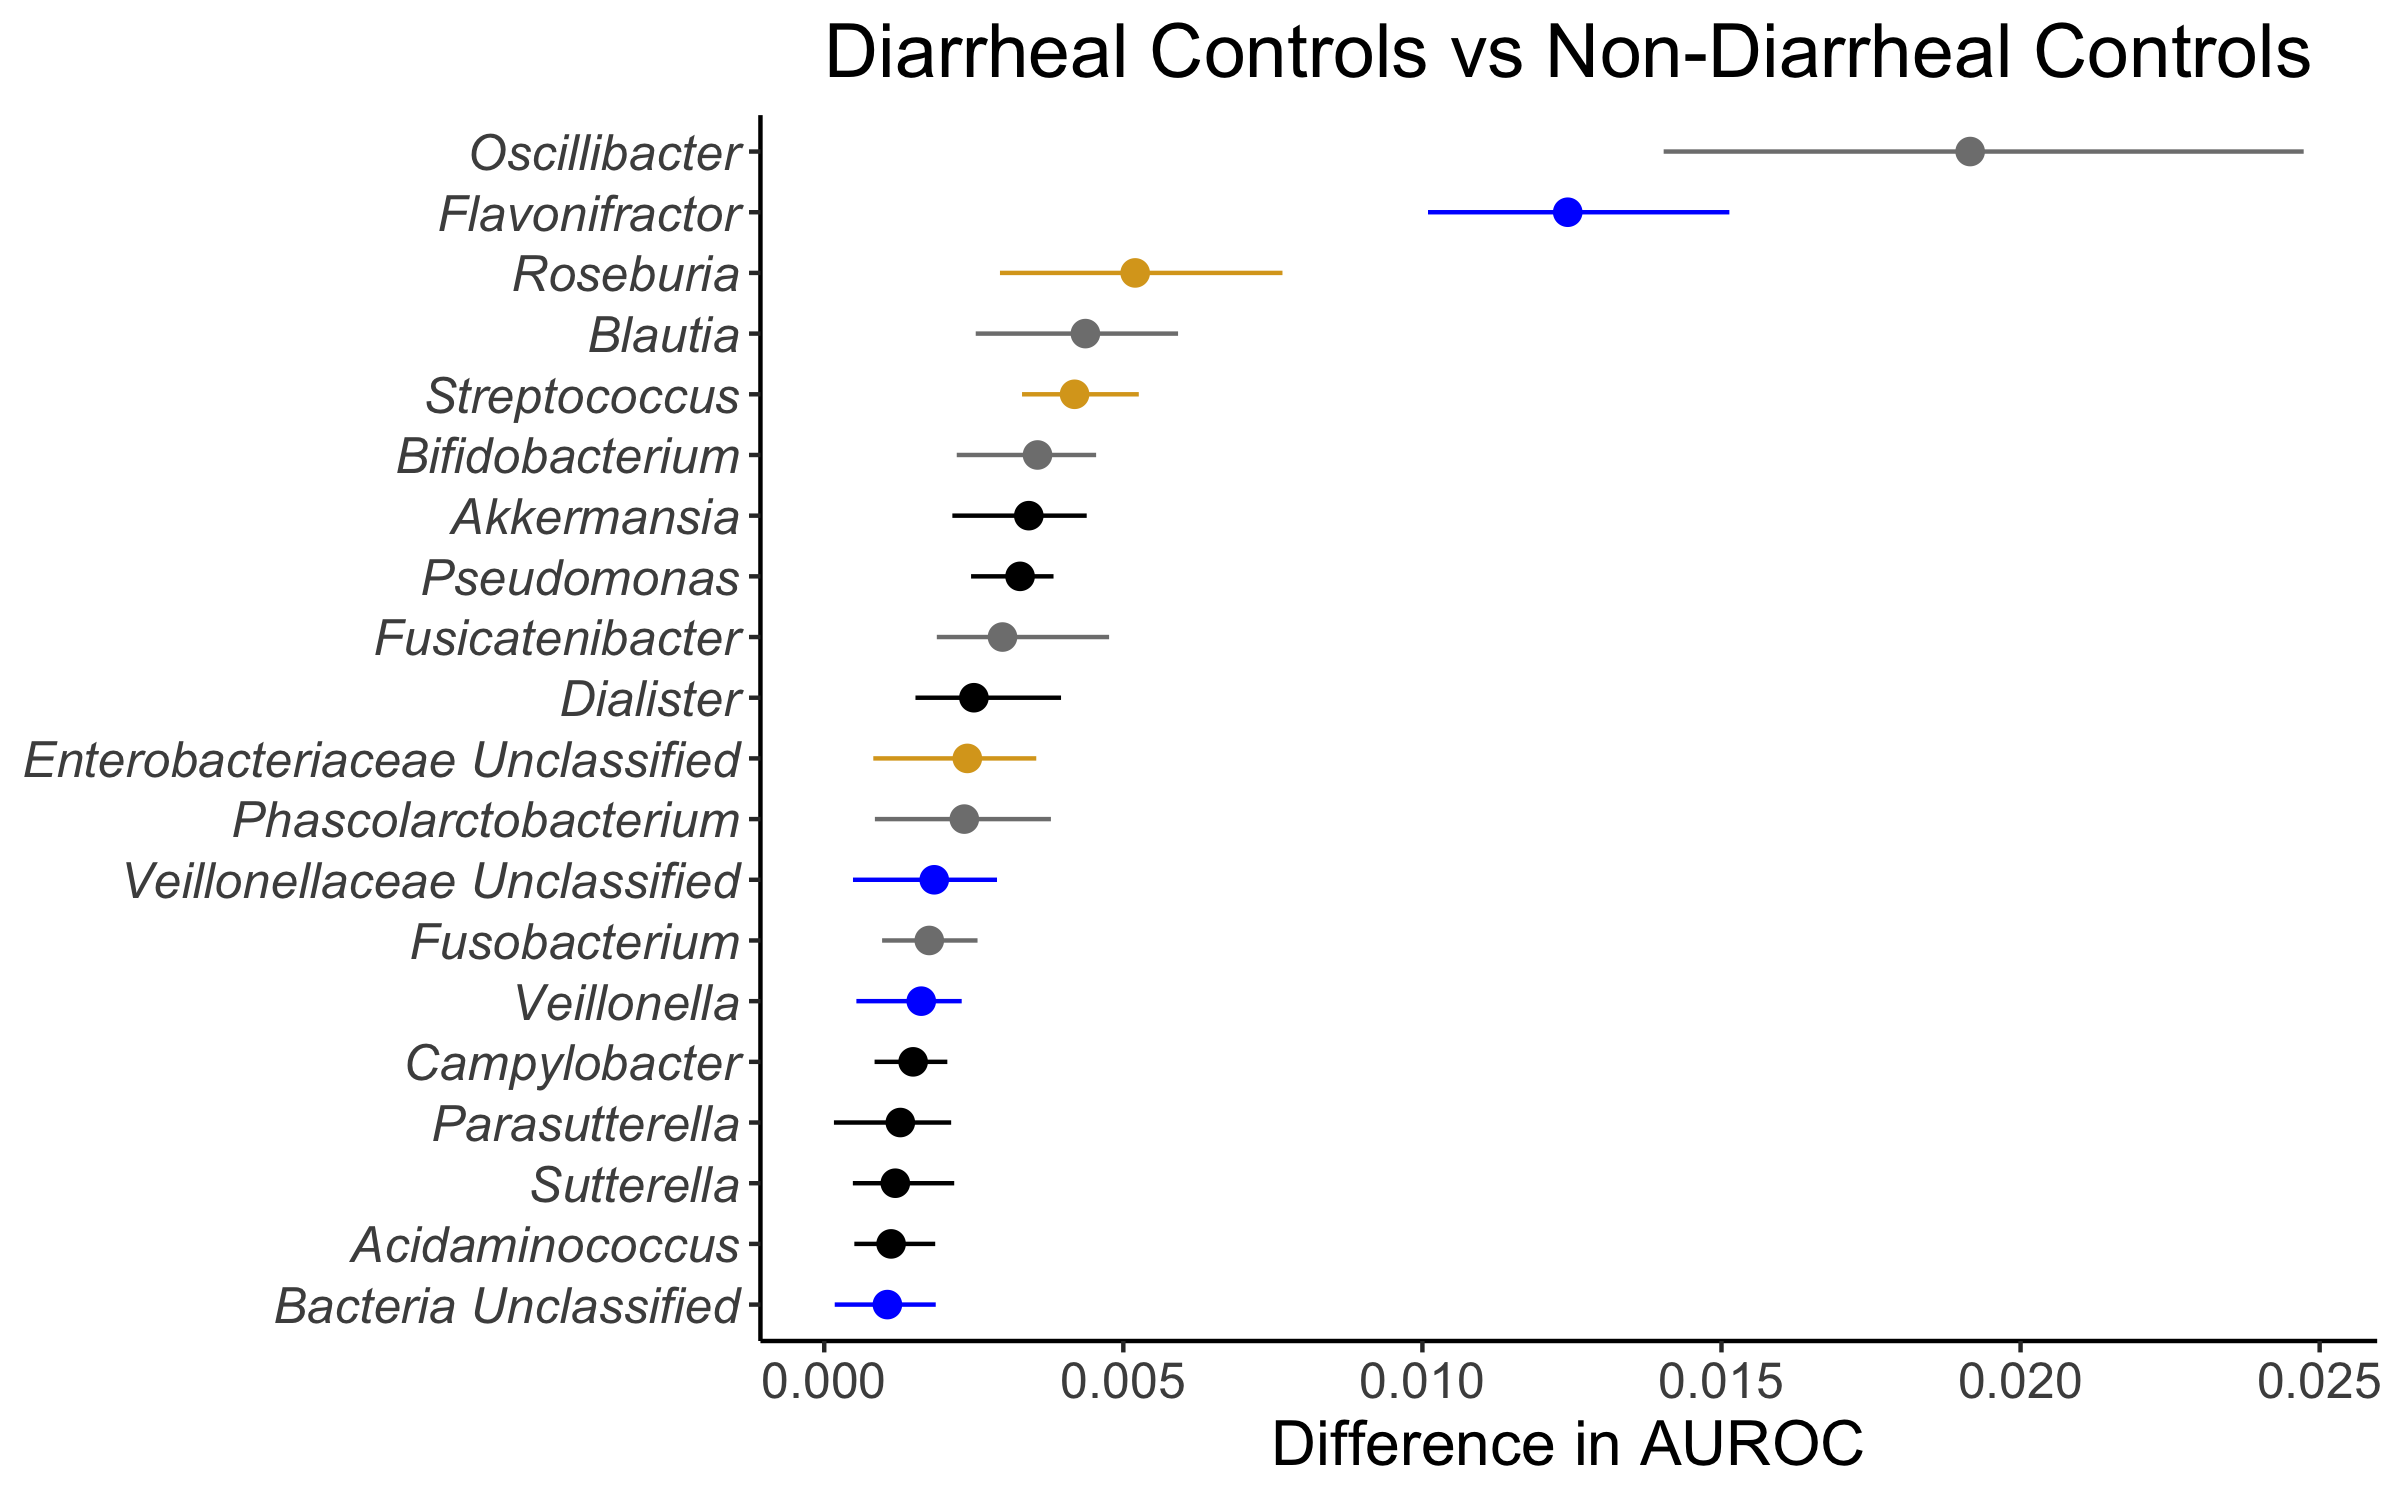 Diarrheal Controls vs Non-Diarrheal Controls
Oscillibacter
Flavonifractor
Roseburia
Blautia
Streptococcus
Bifidobacterium
Akkermansia
Pseudomonas
Fusicatenibacter
Dialister
Enterobacteriaceae Unclassified
Phascolarctobacterium
Veillonellaceae Unclassified
Fusobacterium
Veillonella
Campylobacter
Parasutterella
Sutterella
Acidaminococcus
Bacteria Unclassified
0.000 0.005 0.010 0.015 0.020 0.025
Difference in AUROC